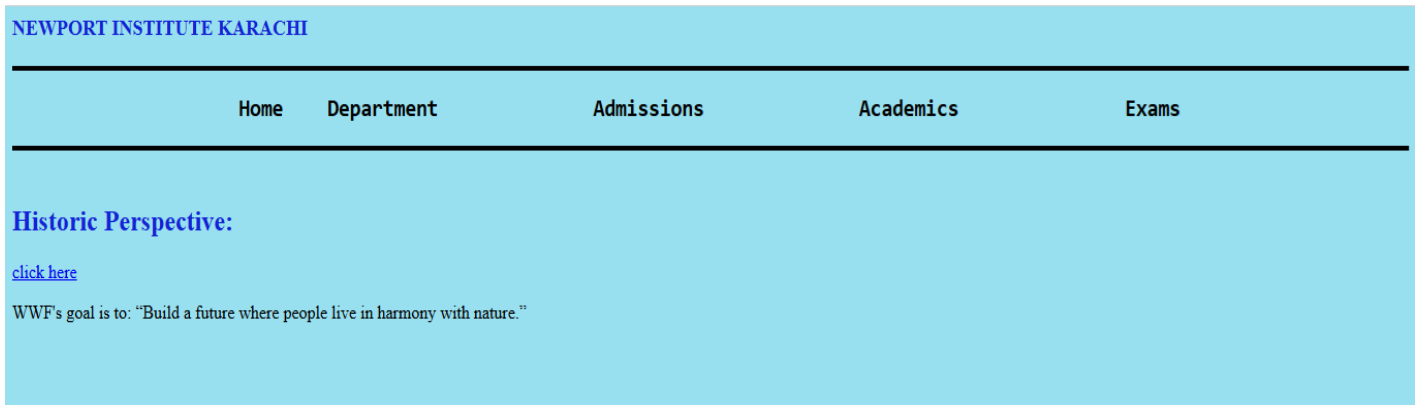 NEWPORT INSTITUTE KARACHI
Home Department Admissions Academics Exams
Historic Perspective:
click here
WWF's goal is to: “Build a future where people live in harmony with nature.”